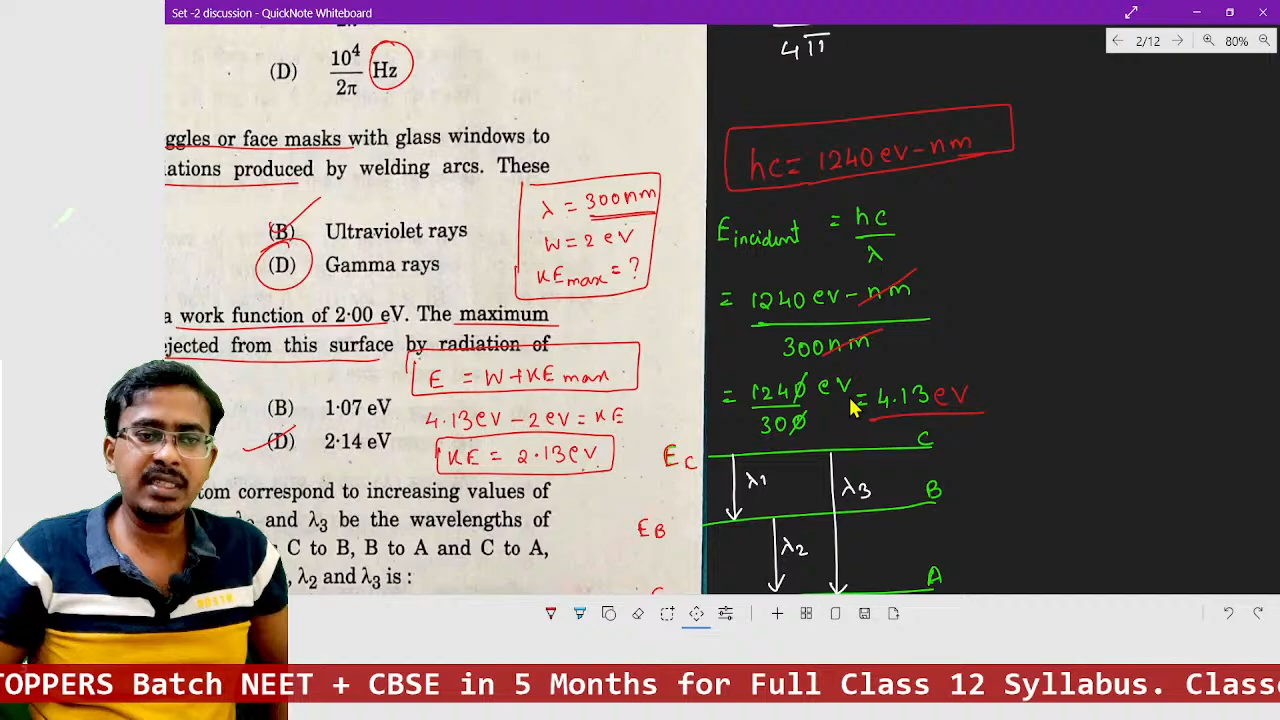 Set -2 discussion - QuickNote Whiteboard
2/12
80%
(D) 10⁴/2π Hz
4π
ggles or face masks with glass windows to
ations produced by welding arcs. These
(B) Ultraviolet rays
(D) Gamma rays
λ = 300nm
W = 2 eV
KEmax = ?
a work function of 2·00 eV. The maximum
ejected from this surface by radiation of
E = W+KE max
(B) 1·07 eV
(D) 2·14 eV
4.13eV - 2eV = KE
KE = 2.13eV
tom correspond to increasing values of
and λ3 be the wavelengths of
C to B, B to A and C to A,
, λ2 and λ3 is :
hc = 1240 ev-nm
E incident = hc/λ
= 1240 ev-nm / 300nm
= 1240 eV / 300 = 4.13eV
C
EC
λ1
λ3
B
EB
λ2
A
TOPPERS Batch NEET + CBSE in 5 Months for Full Class 12 Syllabus. Classe